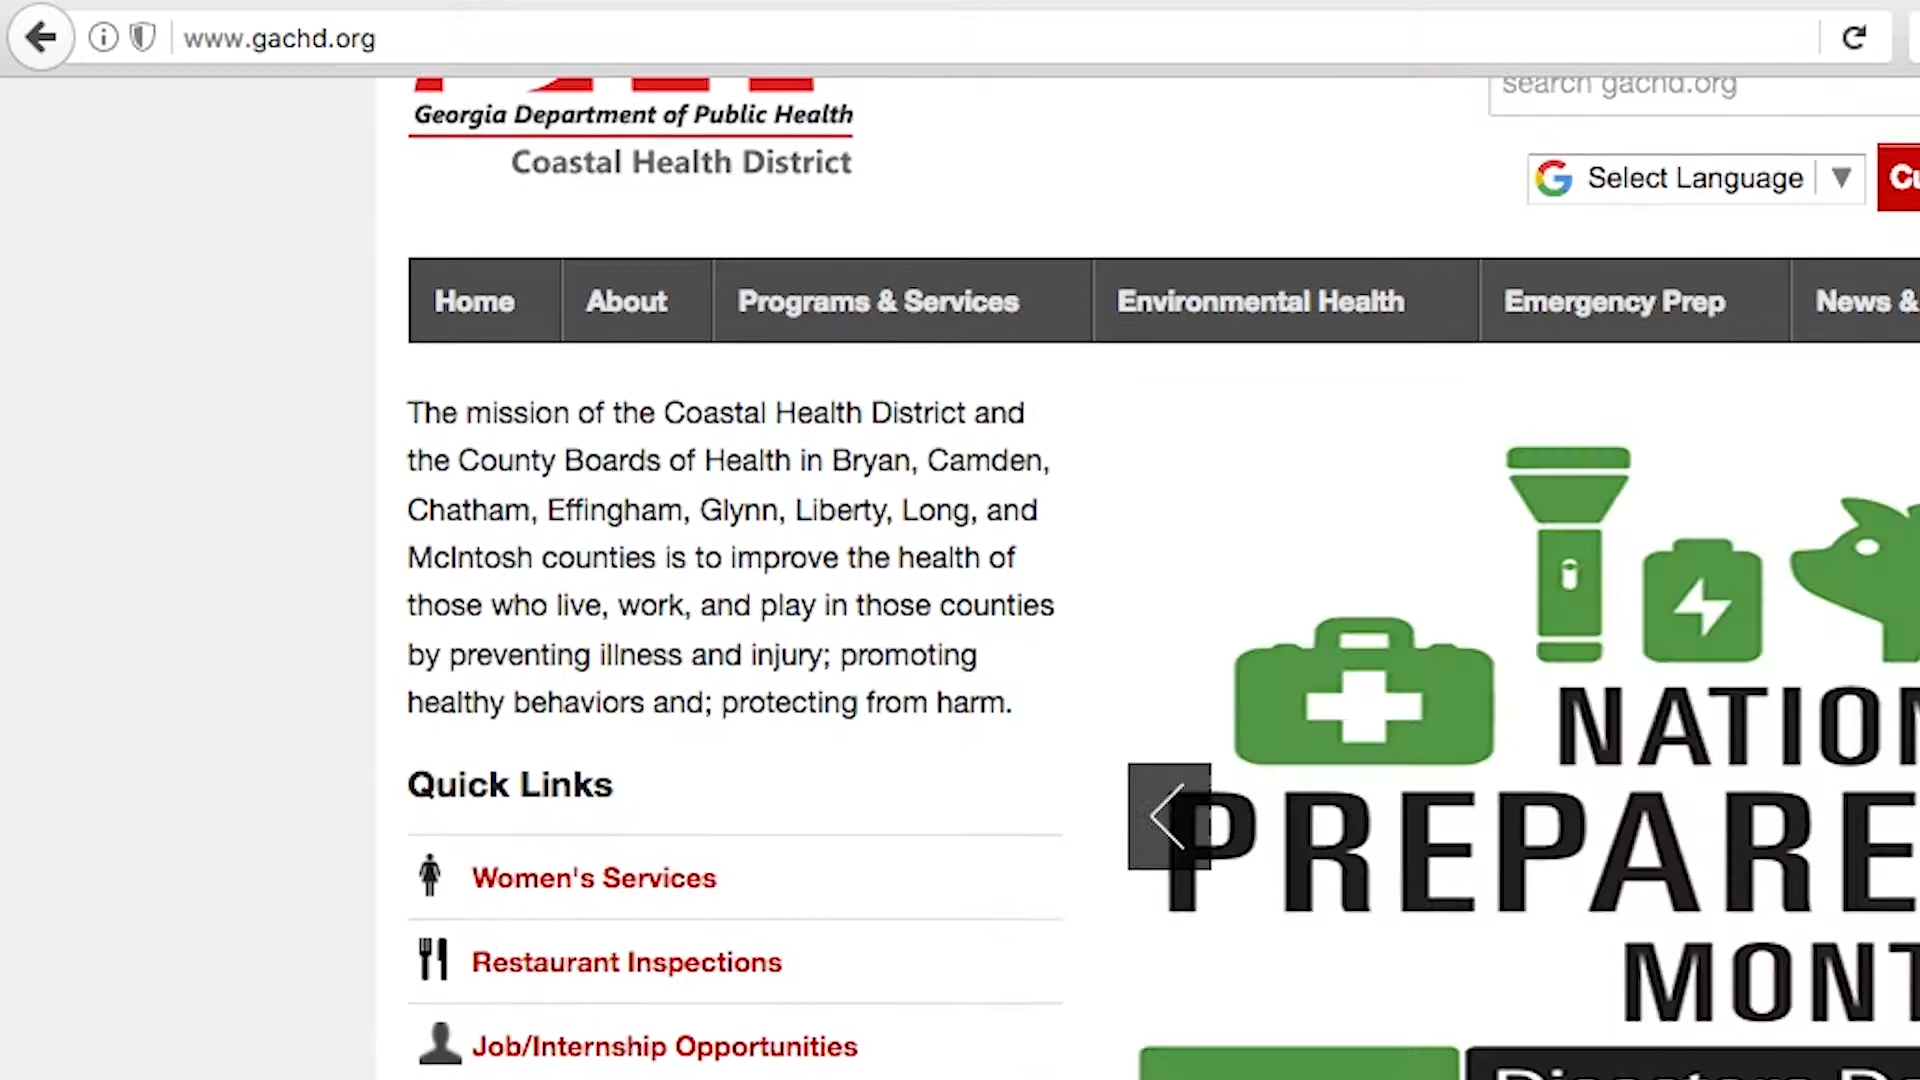 www.gachd.org
search gachd.org
Georgia Department of Public Health
Coastal Health District
Select Language
Home About Programs & Services Environmental Health Emergency Prep News &
The mission of the Coastal Health District and
the County Boards of Health in Bryan, Camden,
Chatham, Effingham, Glynn, Liberty, Long, and
McIntosh counties is to improve the health of
those who live, work, and play in those counties
by preventing illness and injury; promoting
healthy behaviors and; protecting from harm.
Quick Links
Women's Services
Restaurant Inspections
Job/Internship Opportunities
NATION
PREPARE
MONT